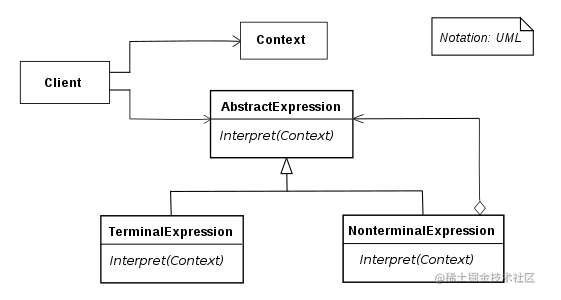 Context
Notation: UML
Client
AbstractExpression
Interpret(Context)
TerminalExpression
Interpret(Context)
NonterminalExpression
Interpret(Context)
@稀土掘金技术社区